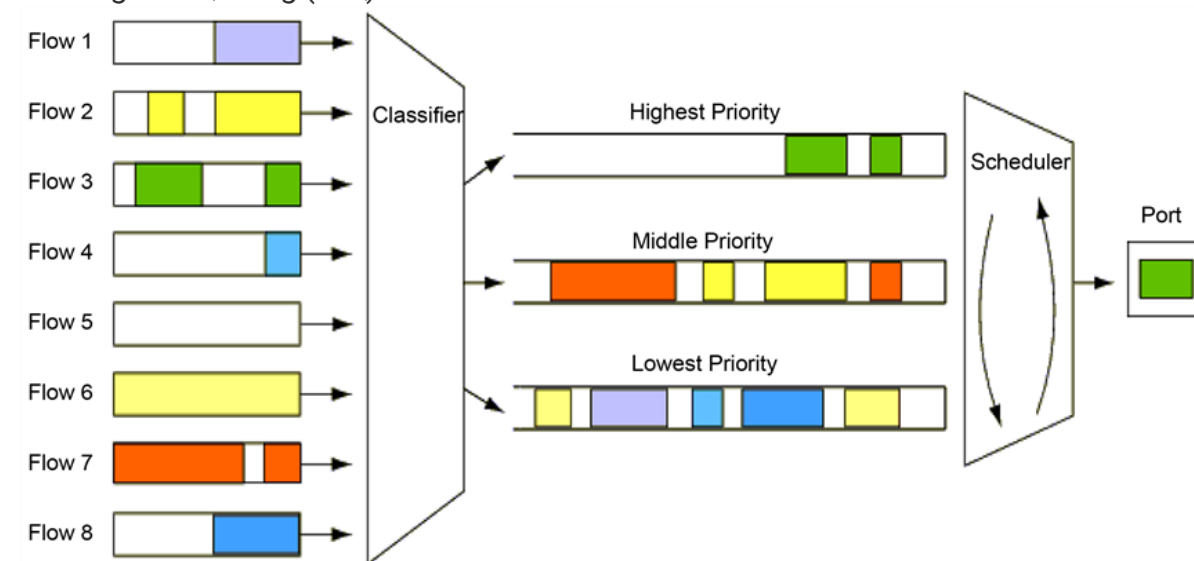 Flow 1
Flow 2
Flow 3
Flow 4
Flow 5
Flow 6
Flow 7
Flow 8
Classifier
Highest Priority
Middle Priority
Lowest Priority
Scheduler
Port